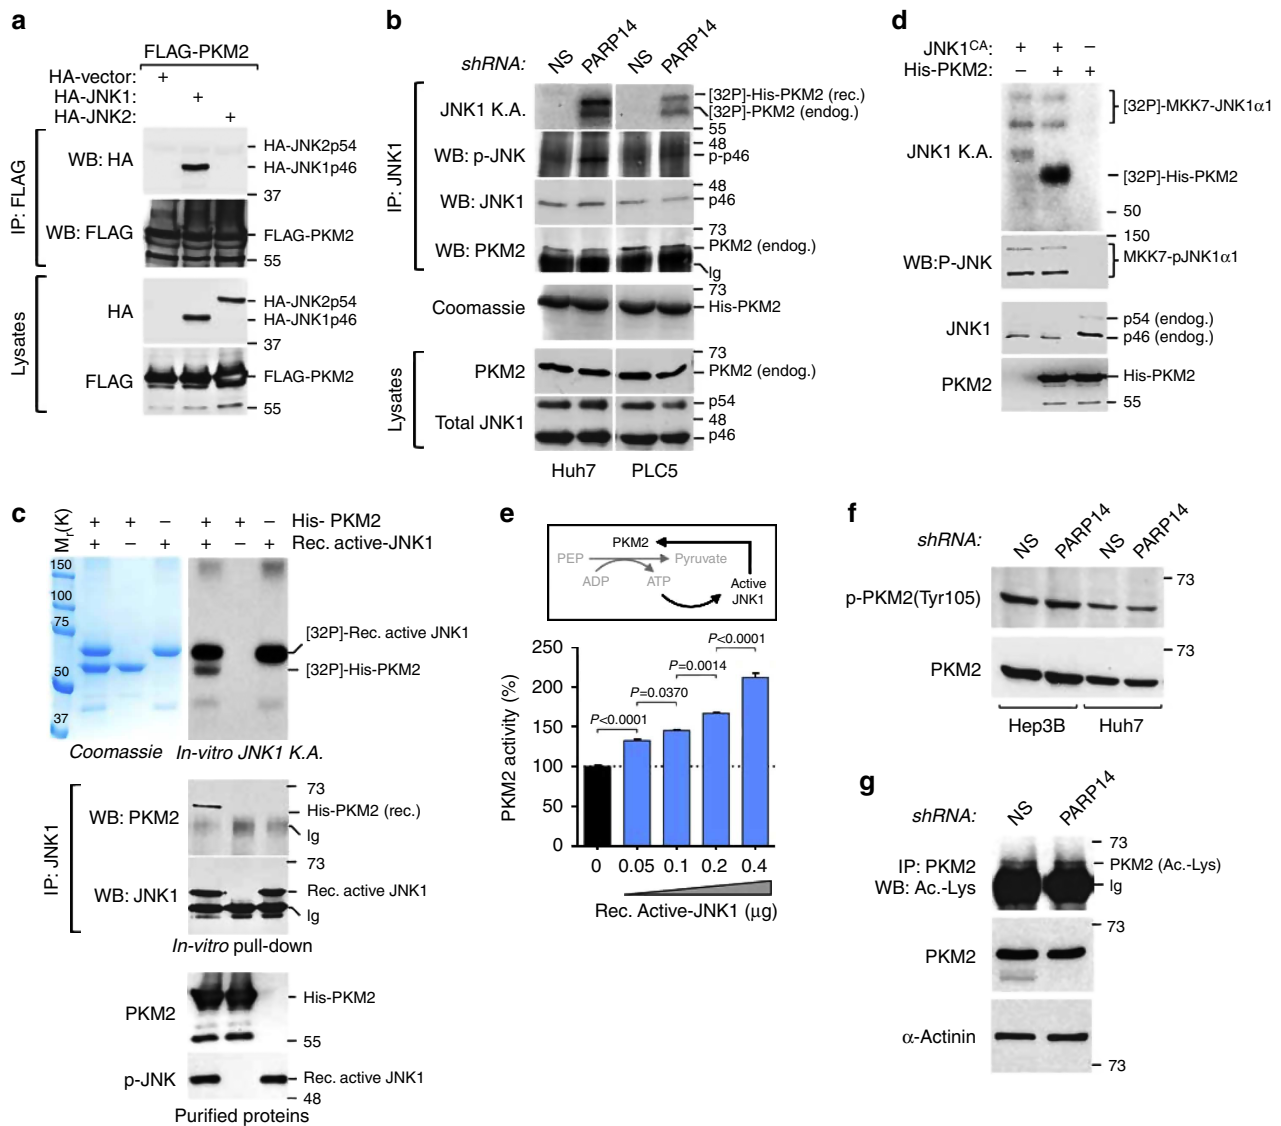 a
FLAG-PKM2
HA-vector: +
HA-JNK1: +
HA-JNK2: +
IP: FLAG
WB: HA
HA-JNK2p54
HA-JNK1p46
37
WB: FLAG
FLAG-PKM2
55
Lysates
HA
HA-JNK2p54
HA-JNK1p46
37
FLAG
FLAG-PKM2
55
b
shRNA: NS PARP14 NS PARP14
IP: JNK1
JNK1 K.A.
[32P]-His-PKM2 (rec.)
[32P]-PKM2 (endog.)
55
WB: p-JNK
48
p-p46
WB: JNK1
48
p46
WB: PKM2
73
PKM2 (endog.)
Ig
Coomassie
73
His-PKM2
Lysates
PKM2
73
PKM2 (endog.)
Total JNK1
p54
48
p46
Huh7 PLC5
d
JNK1CA: + + –
His-PKM2: – + +
JNK1 K.A.
[32P]-MKK7-JNK1α1
[32P]-His-PKM2
50
WB:P-JNK
150
MKK7-pJNK1α1
JNK1
p54 (endog.)
p46 (endog.)
PKM2
His-PKM2
55
c
Mr(K)
+ + – + + – His- PKM2
+ – + + – + Rec. active-JNK1
150
100
75
50
37
[32P]-Rec. active JNK1
[32P]-His-PKM2
Coomassie In-vitro JNK1 K.A.
IP: JNK1
WB: PKM2
73
His-PKM2 (rec.)
Ig
WB: JNK1
73
Rec. active JNK1
Ig
In-vitro pull-down
PKM2
His-PKM2
55
p-JNK
Rec. active JNK1
48
Purified proteins
e
PKM2
PEP Pyruvate
ADP ATP
Active
JNK1
PKM2 activity (%)
250
200
150
100
50
0
P<0.0001
P=0.0370
P=0.0014
P<0.0001
0 0.05 0.1 0.2 0.4
Rec. Active-JNK1 (μg)
f
shRNA: NS PARP14 NS PARP14
p-PKM2(Tyr105)
73
PKM2
73
Hep3B Huh7
g
shRNA: NS PARP14
IP: PKM2
WB: Ac.-Lys
73
PKM2 (Ac.-Lys)
Ig
PKM2
73
α-Actinin
73